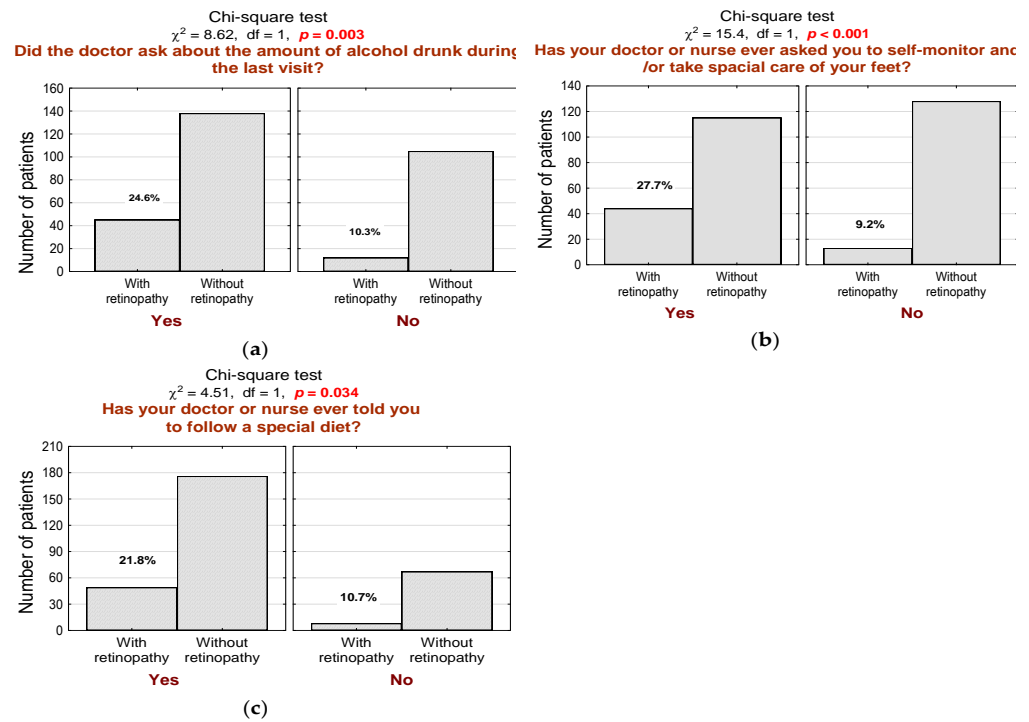 Chi-square test
χ² = 8.62, df = 1, p = 0.003
Did the doctor ask about the amount of alcohol drunk during
the last visit?
Number of patients
160
140
120
100
80
60
40
20
0
24.6%
10.3%
With
retinopathy
Without
retinopathy
With
retinopathy
Without
retinopathy
Yes
No
(a)
Chi-square test
χ² = 15.4, df = 1, p < 0.001
Has your doctor or nurse ever asked you to self-monitor and
/or take spacial care of your feet?
Number of patients
140
120
100
80
60
40
20
0
27.7%
9.2%
With
retinopathy
Without
retinopathy
With
retinopathy
Without
retinopathy
Yes
No
(b)
Chi-square test
χ² = 4.51, df = 1, p = 0.034
Has your doctor or nurse ever told you
to follow a special diet?
Number of patients
210
180
150
120
90
60
30
0
21.8%
10.7%
With
retinopathy
Without
retinopathy
With
retinopathy
Without
retinopathy
Yes
No
(c)